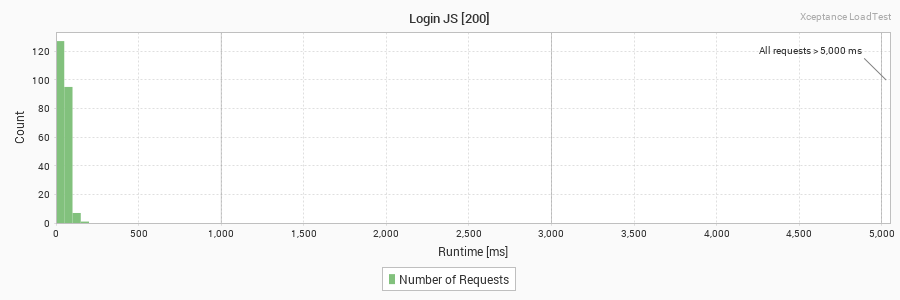 Login JS [200]
Xceptance LoadTest
All requests > 5,000 ms
120
100
80
60
40
20
0
Count
0 500 1,000 1,500 2,000 2,500 3,000 3,500 4,000 4,500 5,000
Runtime [ms]
Number of Requests